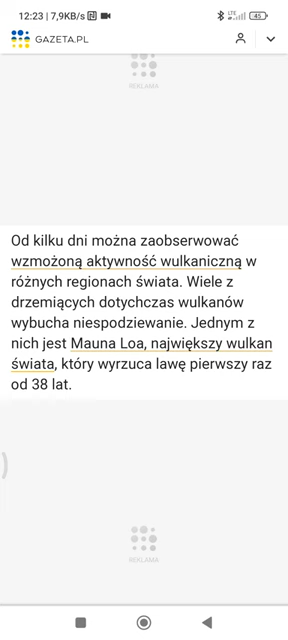 12:23 | 7,9KB/s
LTE
45
GAZETA.PL
REKLAMA
Od kilku dni można zaobserwować
wzmożoną aktywność wulkaniczną w
różnych regionach świata. Wiele z
drzemiących dotychczas wulkanów
wybucha niespodziewanie. Jednym z
nich jest Mauna Loa, największy wulkan
świata, który wyrzuca lawę pierwszy raz
od 38 lat.
REKLAMA